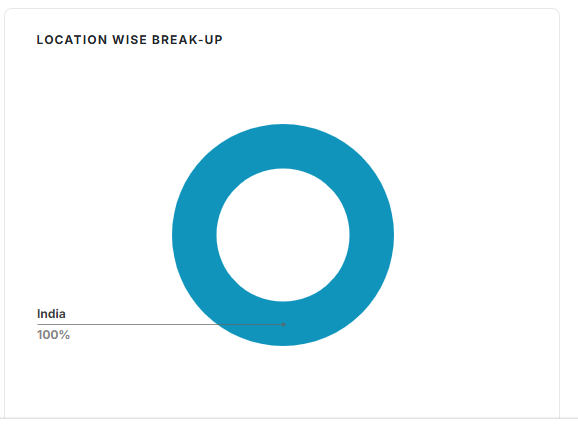 LOCATION WISE BREAK-UP
India
100%